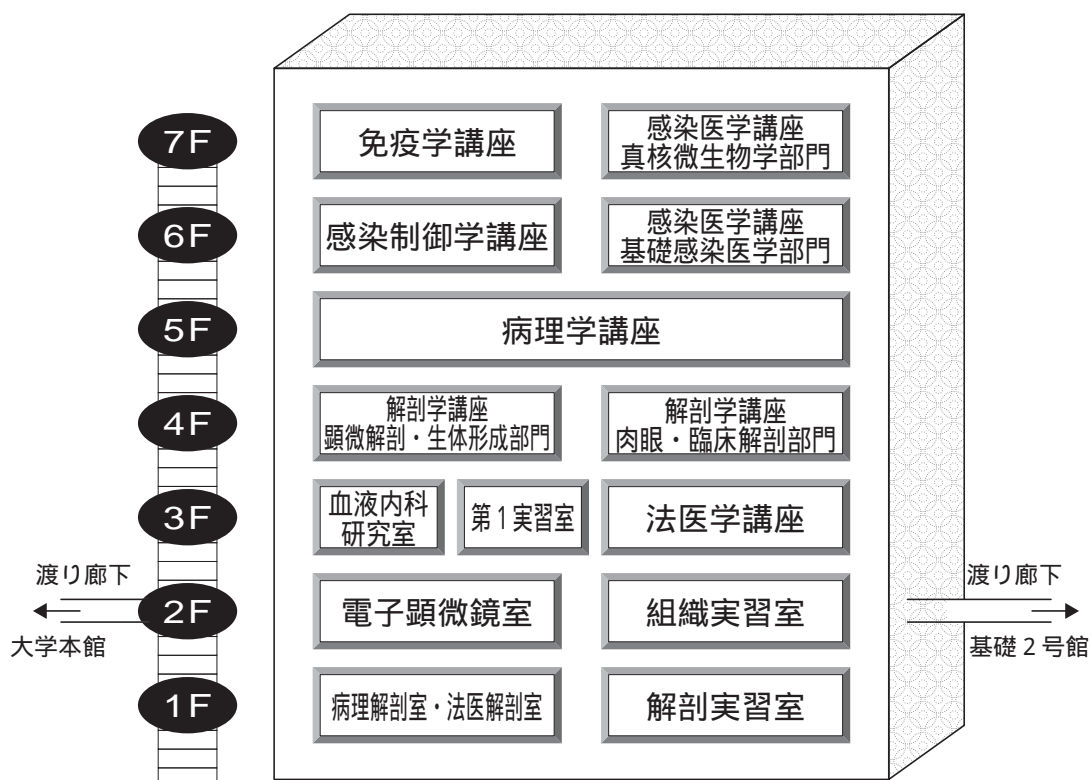 7F
免疫学講座
感染医学講座
真核微生物学部門
6F
感染制御学講座
感染医学講座
基礎感染医学部門
5F
病理学講座
4F
解剖学講座
顕微解剖・生体形成部門
解剖学講座
肉眼・臨床解剖部門
3F
血液内科
研究室
第1実習室
法医学講座
渡り廊下
大学本館
2F
電子顕微鏡室
組織実習室
渡り廊下
基礎2号館
1F
病理解剖室・法医解剖室
解剖実習室